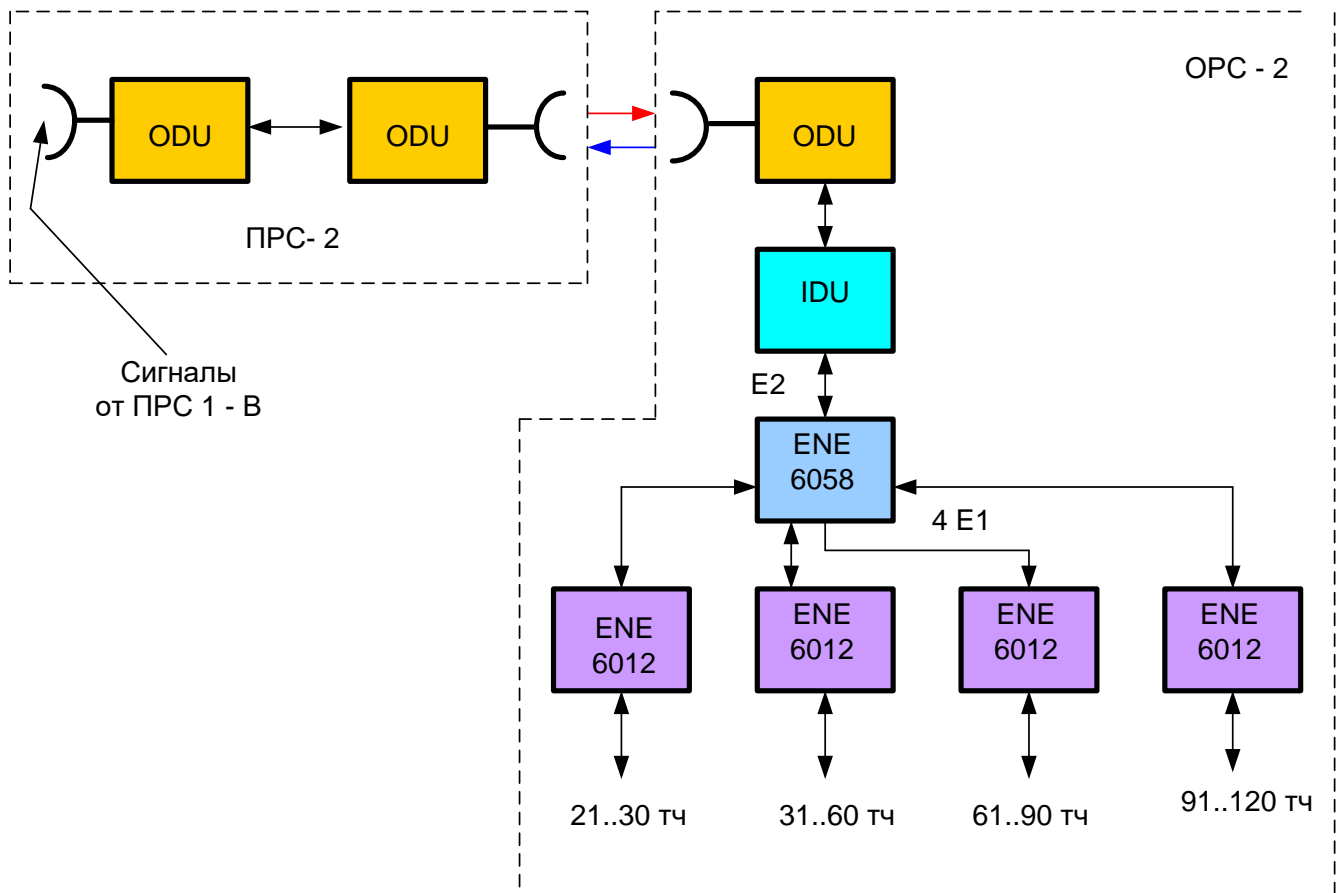 ОРС - 2
ODU
ODU
ODU
ПРС- 2
IDU
Сигналы
от ПРС 1 - В
E2
ENE
6058
4 E1
ENE
6012
ENE
6012
ENE
6012
ENE
6012
21..30 тч
31..60 тч
61..90 тч
91..120 тч